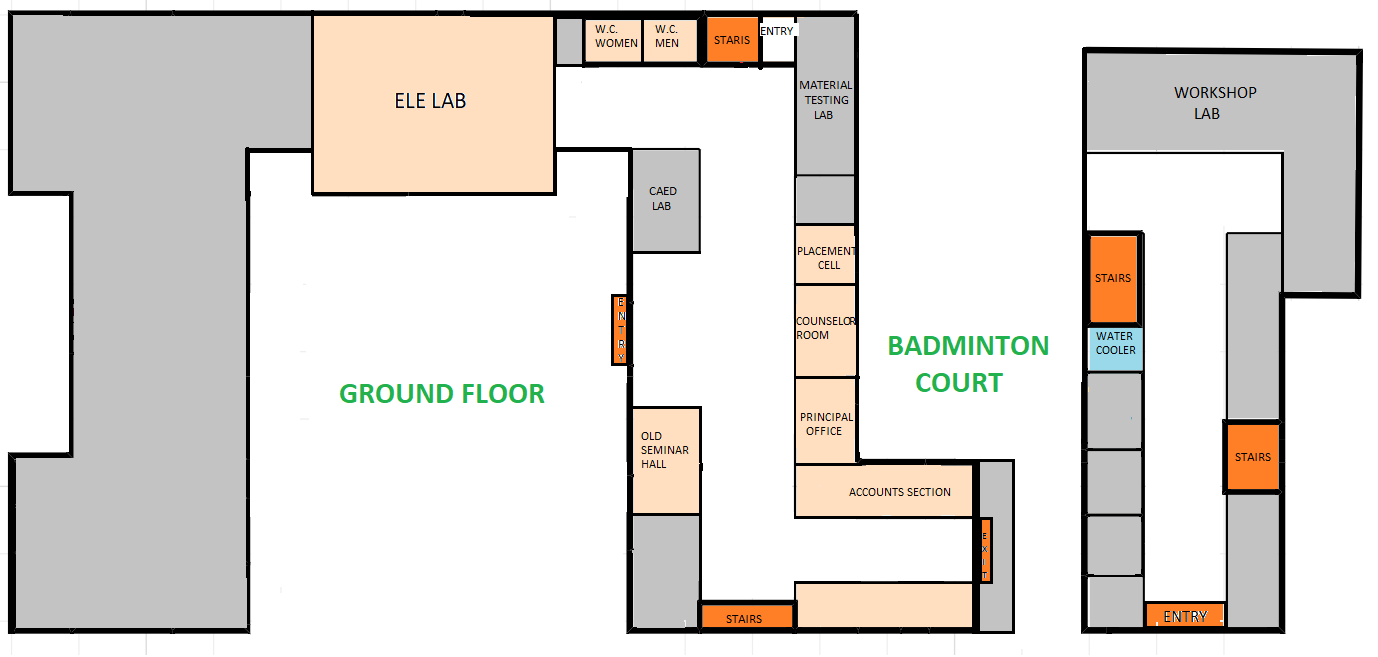 ELE LAB
W.C.
WOMEN
W.C.
MEN
STARIS
ENTRY
MATERIAL
TESTING
LAB
CAED
LAB
PLACEMENT
CELL
COUNSELOR
ROOM
ENTRY
PRINCIPAL
OFFICE
OLD
SEMINAR
HALL
ACCOUNTS SECTION
EXIT
STAIRS
GROUND FLOOR
BADMINTON
COURT
WORKSHOP
LAB
STAIRS
WATER
COOLER
STAIRS
ENTRY